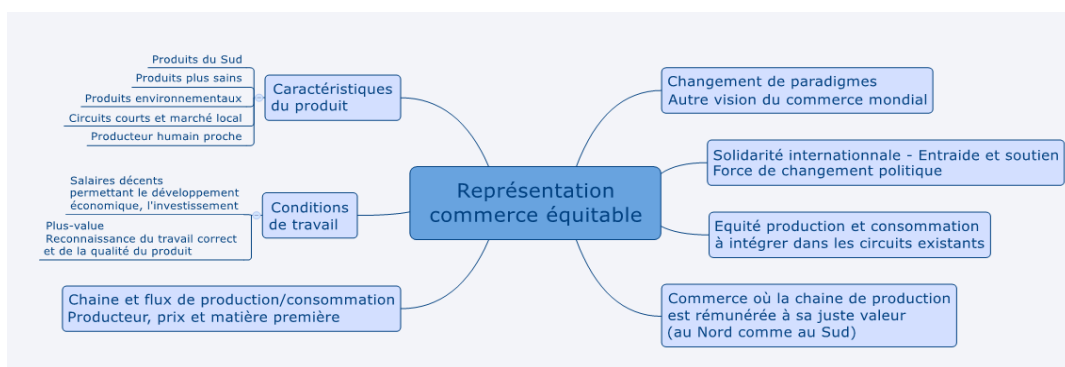 Représentation
commerce équitable
Caractéristiques
du produit
Produits du Sud
Produits plus sains
Produits environnementaux
Circuits courts et marché local
Producteur humain proche
Conditions
de travail
Salaires décents
permettant le développement
économique, l'investissement
Plus-value
Reconnaissance du travail correct
et de la qualité du produit
Chaine et flux de production/consommation
Producteur, prix et matière première
Changement de paradigmes
Autre vision du commerce mondial
Solidarité internationnale - Entraide et soutien
Force de changement politique
Equité production et consommation
à intégrer dans les circuits existants
Commerce où la chaine de production
est rémunérée à sa juste valeur
(au Nord comme au Sud)